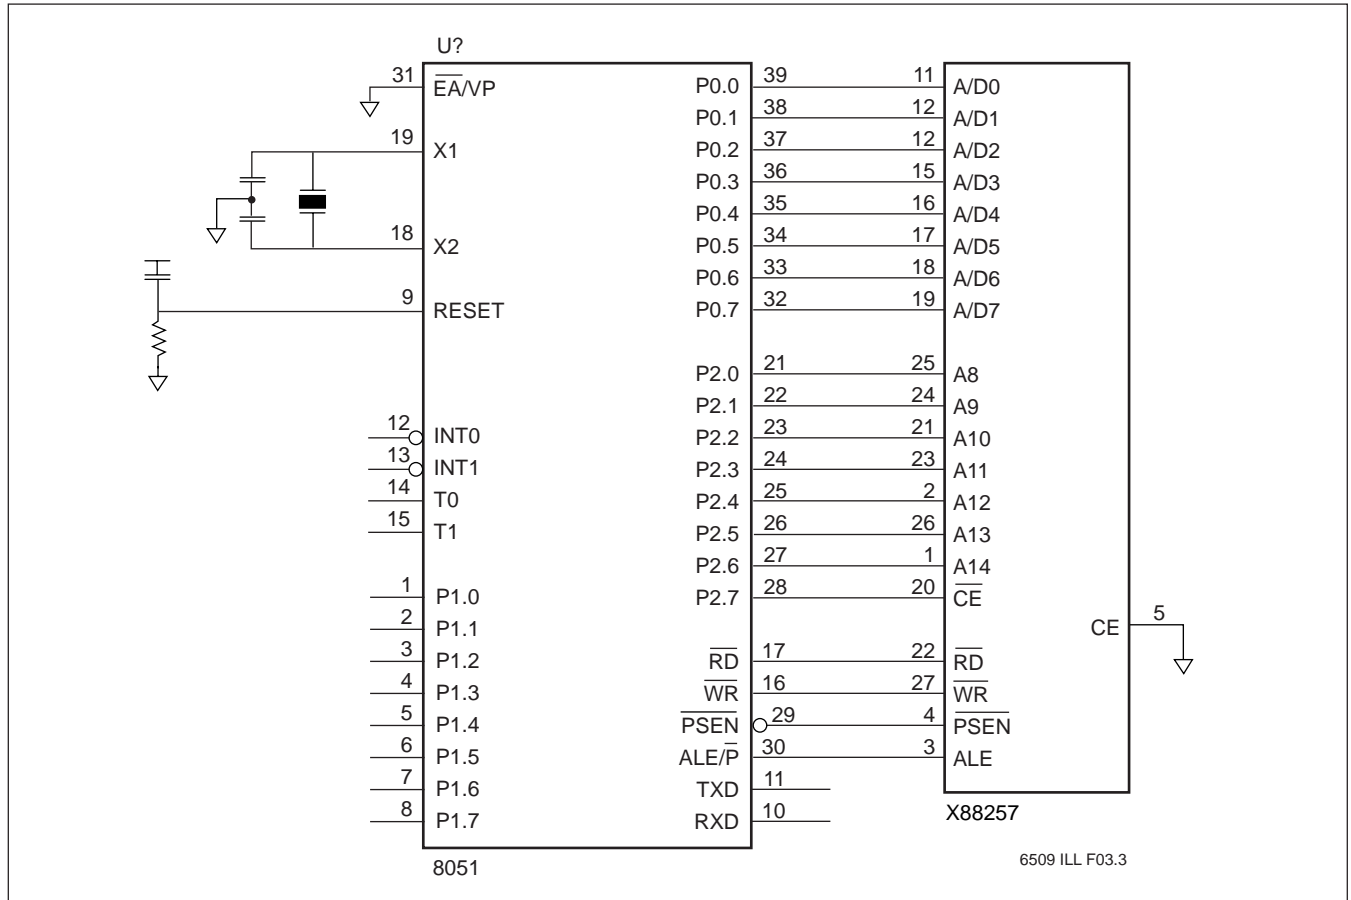 U?
31 EA/VP P0.0 39 11 A/D0
P0.1 38 12 A/D1
19 X1 P0.2 37 12 A/D2
P0.3 36 15 A/D3
P0.4 35 16 A/D4
18 X2 P0.5 34 17 A/D5
P0.6 33 18 A/D6
9 RESET P0.7 32 19 A/D7
P2.0 21 25 A8
P2.1 22 24 A9
12 INT0 P2.2 23 21 A10
13 INT1 P2.3 24 23 A11
14 T0 P2.4 25 2 A12
15 T1 P2.5 26 26 A13
P2.6 27 1 A14
1 P1.0 P2.7 28 20 CE
2 P1.1 CE 5
3 P1.2 RD 17 22 RD
4 P1.3 WR 16 27 WR
5 P1.4 PSEN 29 4 PSEN
6 P1.5 ALE/P 30 3 ALE
7 P1.6 TXD 11
8 P1.7 RXD 10
X88257
8051
6509 ILL F03.3